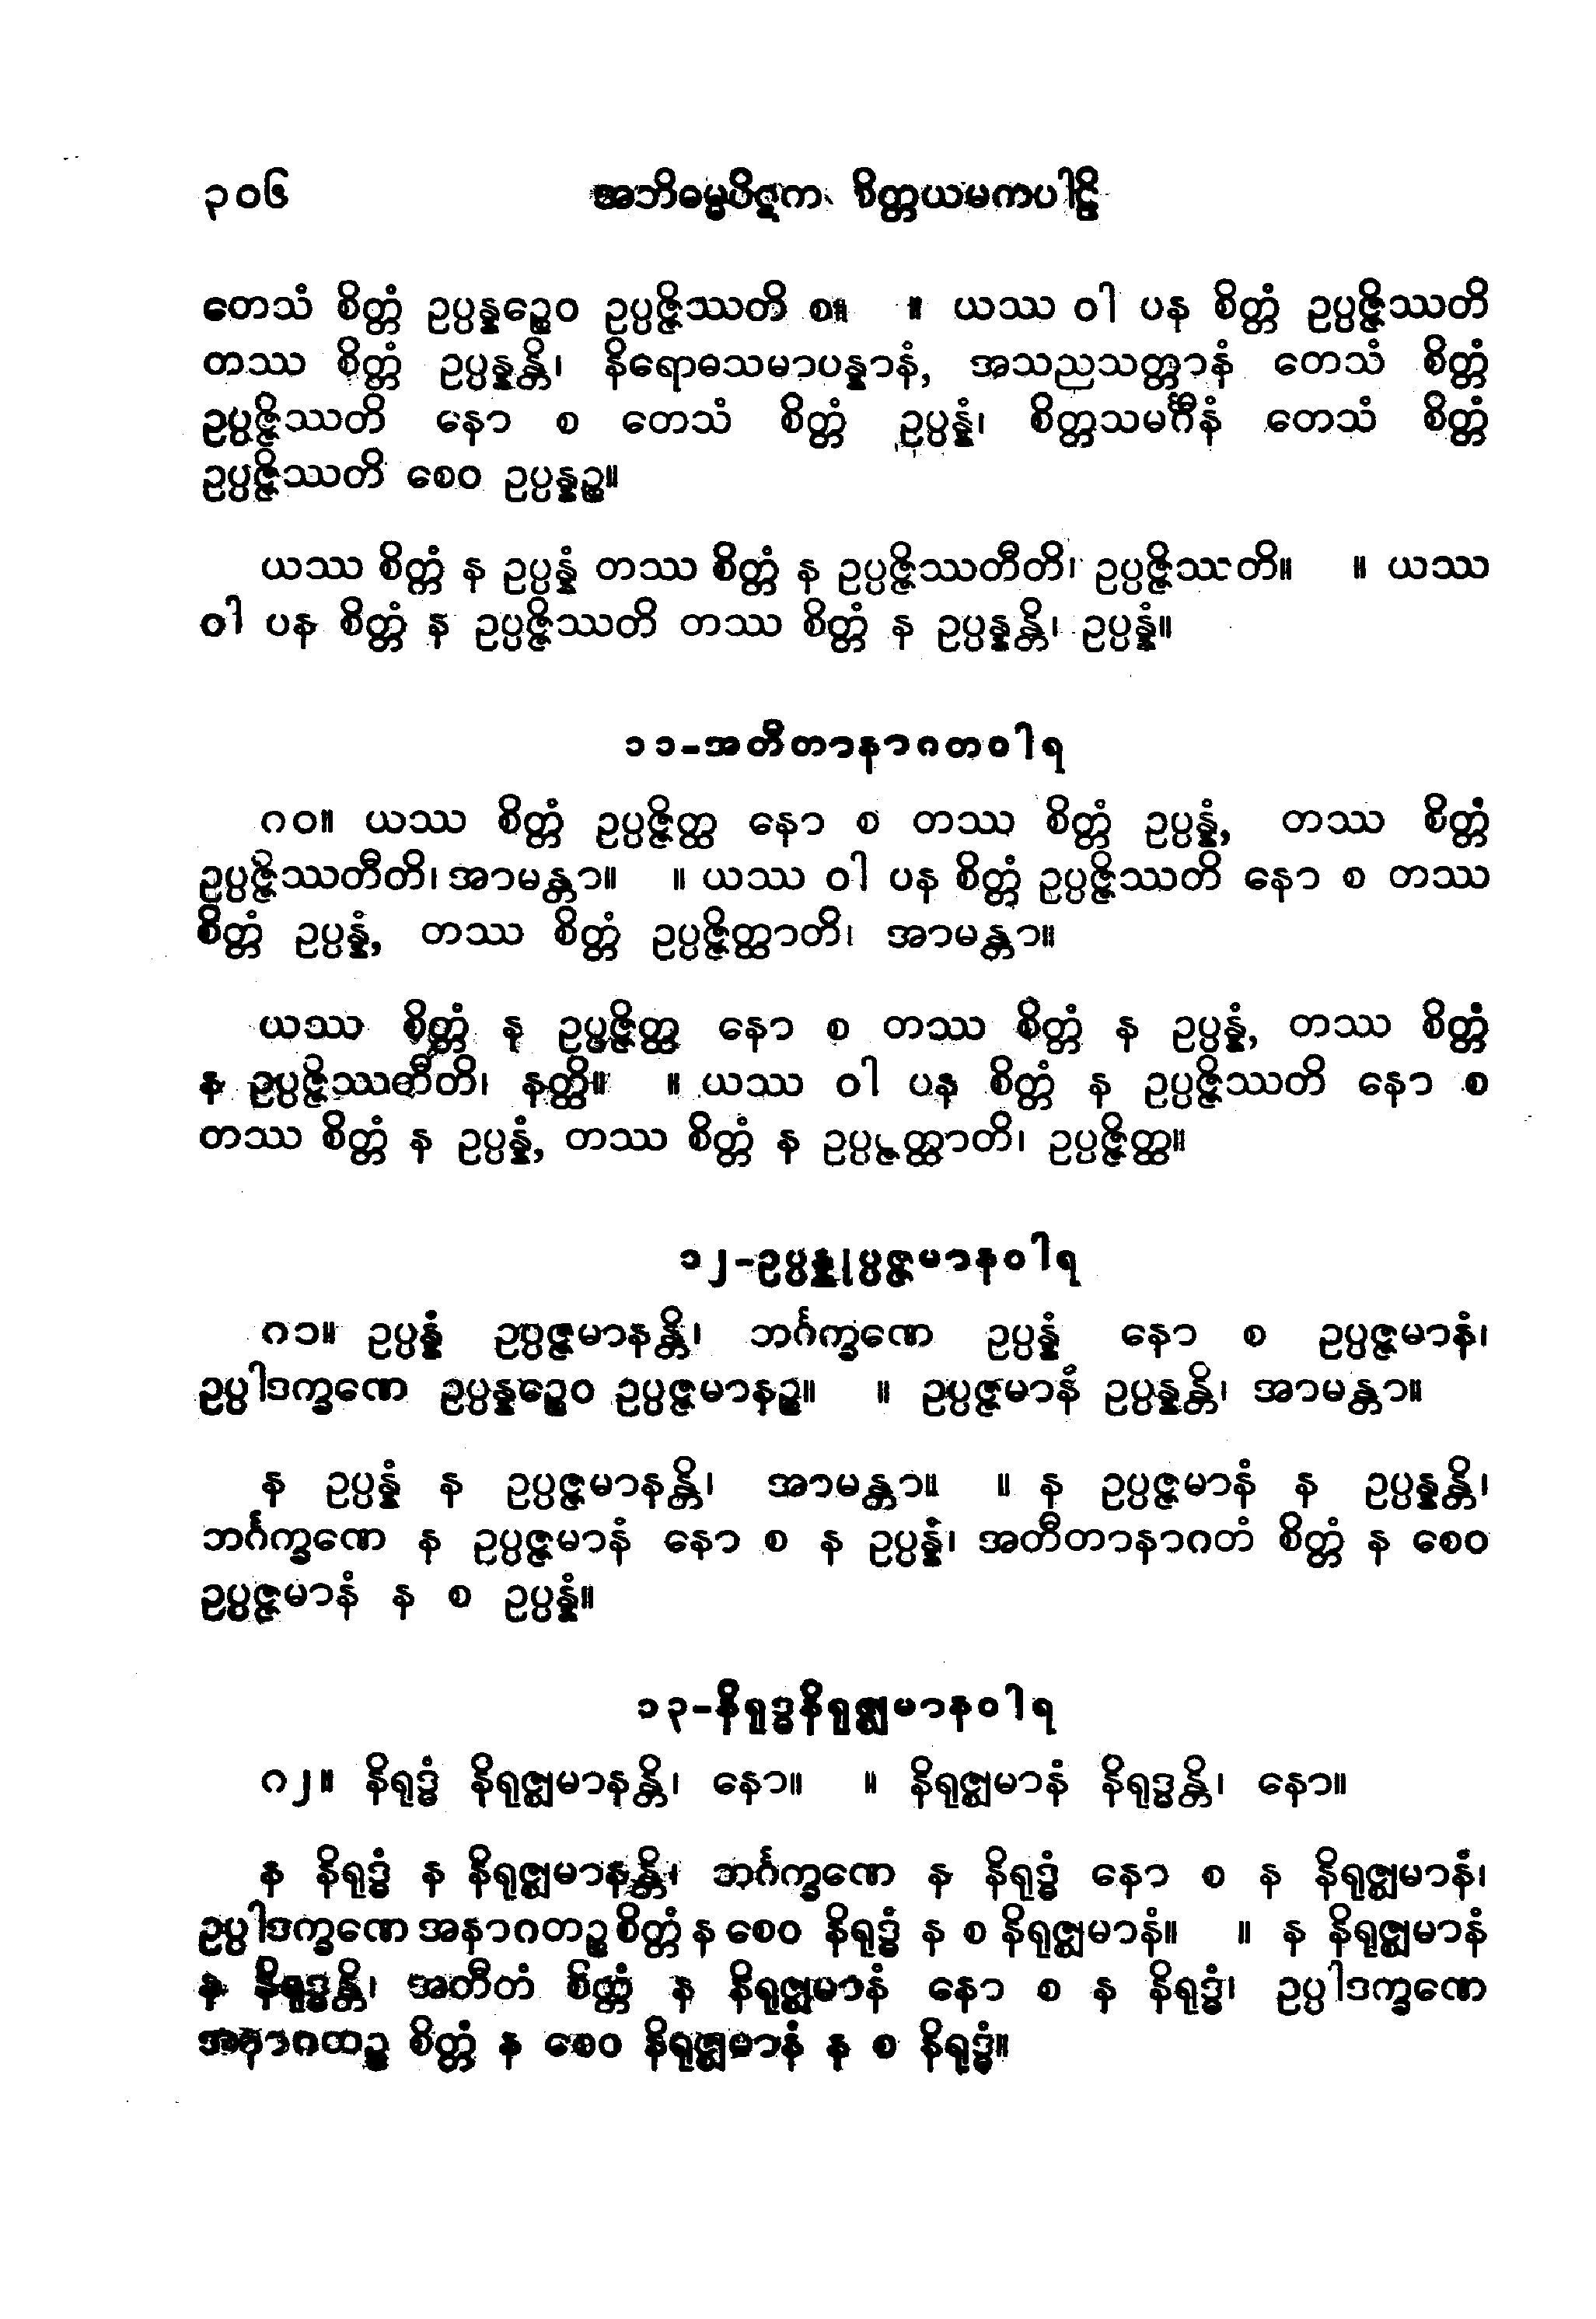 ၃၀၆ အဘိဓမ္မပိဋက စိတ္တယမကပါဠိ
တေသံ စိတ္တံ ဥပ္ပန္နဉ္စေဝ ဥပ္ပဇ္ဇိဿတိ စ။ ။ ယဿ ဝါ ပန စိတ္တံ ဥပ္ပဇ္ဇိဿတိ
တဿ စိတ္တံ ဥပ္ပန္နန္တိ၊ နိရောဓသမာပန္နာနံ, အသညသတ္တာနံ တေသံ စိတ္တံ
ဥပ္ပဇ္ဇိဿတိ နော စ တေသံ စိတ္တံ ဥပ္ပန္နံ၊ စိတ္တသမင်္ဂီနံ တေသံ စိတ္တံ
ဥပ္ပဇ္ဇိဿတိ စေဝ ဥပ္ပန္နဉ္စ။
ယဿ စိတ္တံ န ဥပ္ပန္နံ တဿ စိတ္တံ န ဥပ္ပဇ္ဇိဿတီတိ၊ ဥပ္ပဇ္ဇိဿတိ။ ။ ယဿ
ဝါ ပန စိတ္တံ န ဥပ္ပဇ္ဇိဿတိ တဿ စိတ္တံ န ဥပ္ပန္နန္တိ၊ ဥပ္ပန္နံ။
၁၁-အတီတာနာဂတဝါရ
ဂ၀။ ယဿ စိတ္တံ ဥပ္ပဇ္ဇိတ္ထ နော စ တဿ စိတ္တံ ဥပ္ပန္နံ, တဿ စိတ္တံ
ဥပ္ပဇ္ဇိဿတီတိ၊ အာမန္တာ။ ။ ယဿ ဝါ ပန စိတ္တံ ဥပ္ပဇ္ဇိဿတိ နော စ တဿ
စိတ္တံ ဥပ္ပန္နံ, တဿ စိတ္တံ ဥပ္ပဇ္ဇိတ္ထာတိ၊ အာမန္တာ။
ယဿ စိတ္တံ န ဥပ္ပဇ္ဇိတ္ထ နော စ တဿ စိတ္တံ န ဥပ္ပန္နံ, တဿ စိတ္တံ
န ဥပ္ပဇ္ဇိဿတီတိ၊ နတ္ထိ။ ။ ယဿ ဝါ ပန စိတ္တံ န ဥပ္ပဇ္ဇိဿတိ နော စ
တဿ စိတ္တံ န ဥပ္ပန္နံ, တဿ စိတ္တံ န ဥပ္ပဇ္ဇိတ္ထာတိ၊ ဥပ္ပဇ္ဇိတ္ထ။
၁၂-ဥပ္ပန္နုပ္ပဇ္ဇမာနဝါရ
ဂ၁။ ဥပ္ပန္နံ ဥပ္ပဇ္ဇမာနန္တိ၊ ဘင်္ဂက္ခဏေ ဥပ္ပန္နံ နော စ ဥပ္ပဇ္ဇမာနံ၊
ဥပ္ပါဒက္ခဏေ ဥပ္ပန္နဉ္စေဝ ဥပ္ပဇ္ဇမာနဉ္စ။ ။ ဥပ္ပဇ္ဇမာနံ ဥပ္ပန္နန္တိ၊ အာမန္တာ။
န ဥပ္ပန္နံ န ဥပ္ပဇ္ဇမာနန္တိ၊ အာမန္တာ။ ။ န ဥပ္ပဇ္ဇမာနံ န ဥပ္ပန္နန္တိ၊
ဘင်္ဂက္ခဏေ န ဥပ္ပဇ္ဇမာနံ နော စ န ဥပ္ပန္နံ၊ အတီတာနာဂတံ စိတ္တံ န စေဝ
ဥပ္ပဇ္ဇမာနံ န စ ဥပ္ပန္နံ။
၁၃-နိရုဒ္ဓနိရုဇ္ဈမာနဝါရ
ဂ၂။ နိရုဒ္ဓံ နိရုဇ္ဈမာနန္တိ၊ နော။ ။ နိရုဇ္ဈမာနံ နိရုဒ္ဓန္တိ၊ နော။
န နိရုဒ္ဓံ န နိရုဇ္ဈမာနန္တိ၊ ဘင်္ဂက္ခဏေ န နိရုဒ္ဓံ နော စ န နိရုဇ္ဈမာနံ၊
ဥပ္ပါဒက္ခဏေ အနာဂတဉ္စ စိတ္တံ န စေဝ နိရုဒ္ဓံ န စ နိရုဇ္ဈမာနံ။ ။ န နိရုဇ္ဈမာနံ
န နိရုဒ္ဓန္တိ၊ အတီတံ စိတ္တံ န နိရုဇ္ဈမာနံ နော စ န နိရုဒ္ဓံ၊ ဥပ္ပါဒက္ခဏေ
အနာဂတဉ္စ စိတ္တံ န စေဝ နိရုဇ္ဈမာနံ န စ နိရုဒ္ဓံ။